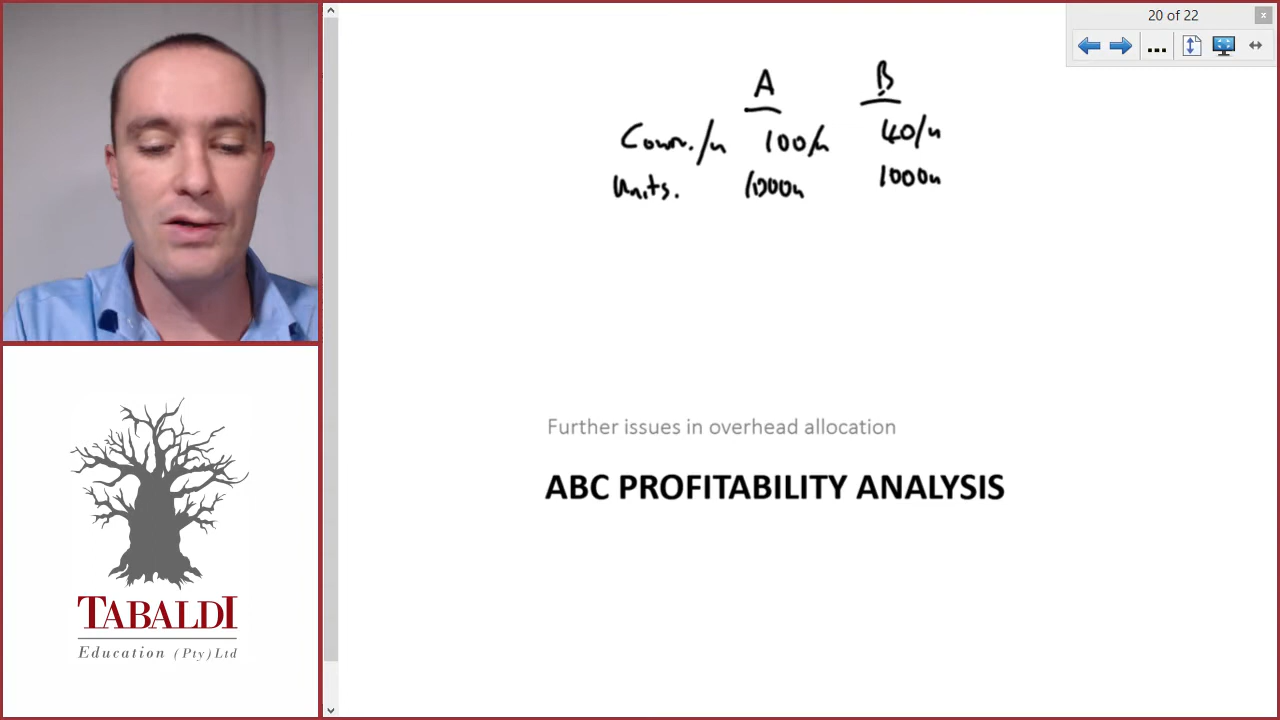 20 of 22
A B
Conn./u 100/u 40/u
Units. 1000u 1000u
Further issues in overhead allocation
ABC PROFITABILITY ANALYSIS
TABALDI
Education (Pty) Ltd